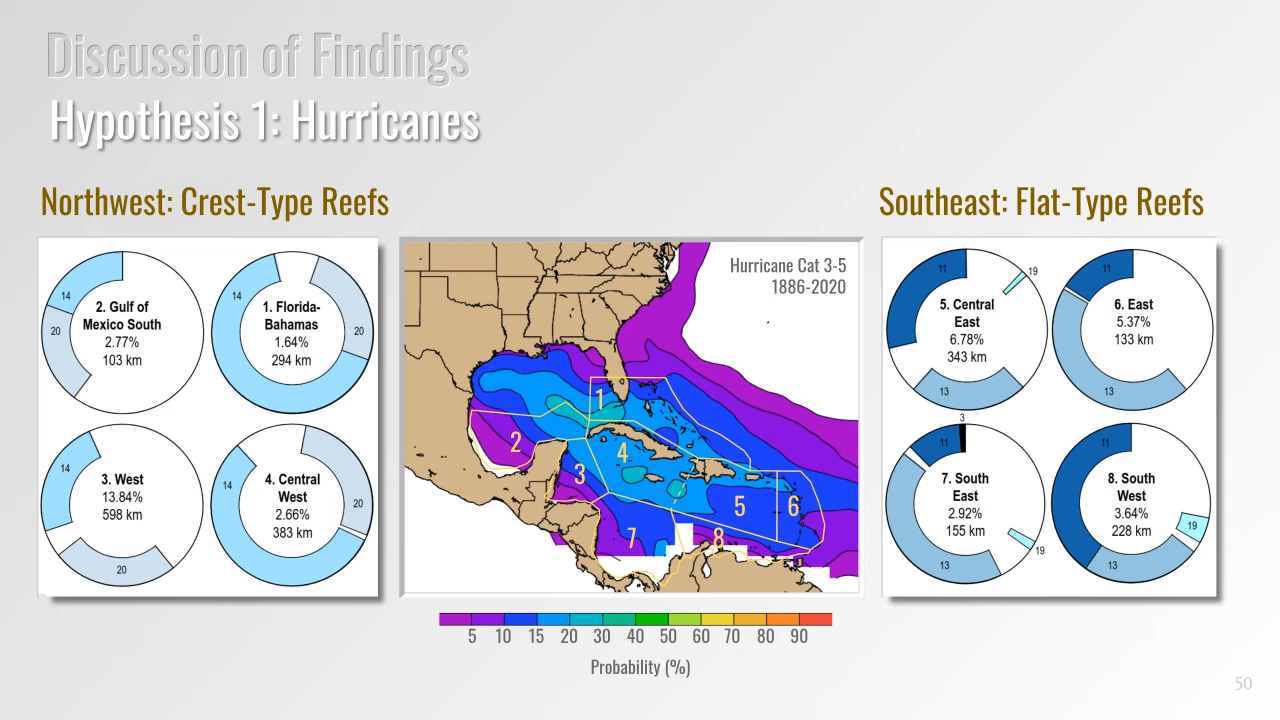 Discussion of Findings
Hypothesis 1: Hurricanes
Northwest: Crest-Type Reefs
14
20
2. Gulf of
Mexico South
2.77%
103 km
14
20
1. Florida-
Bahamas
1.64%
294 km
14
20
3. West
13.84%
598 km
14
20
4. Central
West
2.66%
383 km
Hurricane Cat 3-5
1886-2020
1
2
3
4
5
6
7
8
5
10
15
20
30
40
50
60
70
80
90
Probability (%)
Southeast: Flat-Type Reefs
11
19
13
5. Central
East
6.78%
343 km
11
13
6. East
5.37%
133 km
3
11
19
13
7. South
East
2.92%
155 km
11
19
13
8. South
West
3.64%
228 km
50